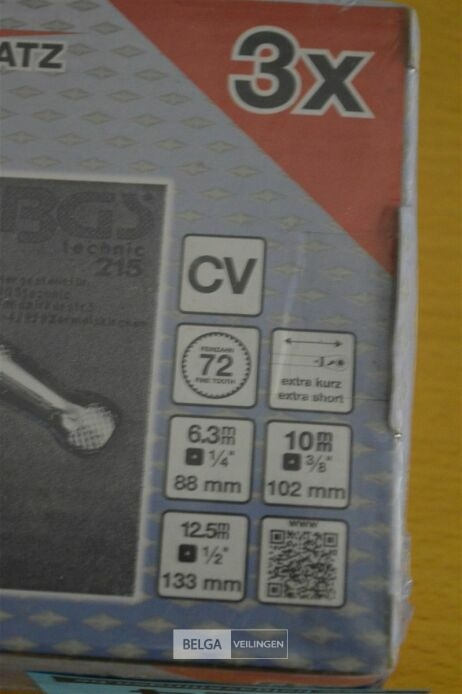 ATZ
3x
BGS
technic
215
CV
FEINZAHN
72
FINE TOOTH
extra kurz
extra short
6.3mm
1/4"
88 mm
10mm
3/8"
102 mm
12.5mm
1/2"
133 mm
www
BELGA VEILINGEN